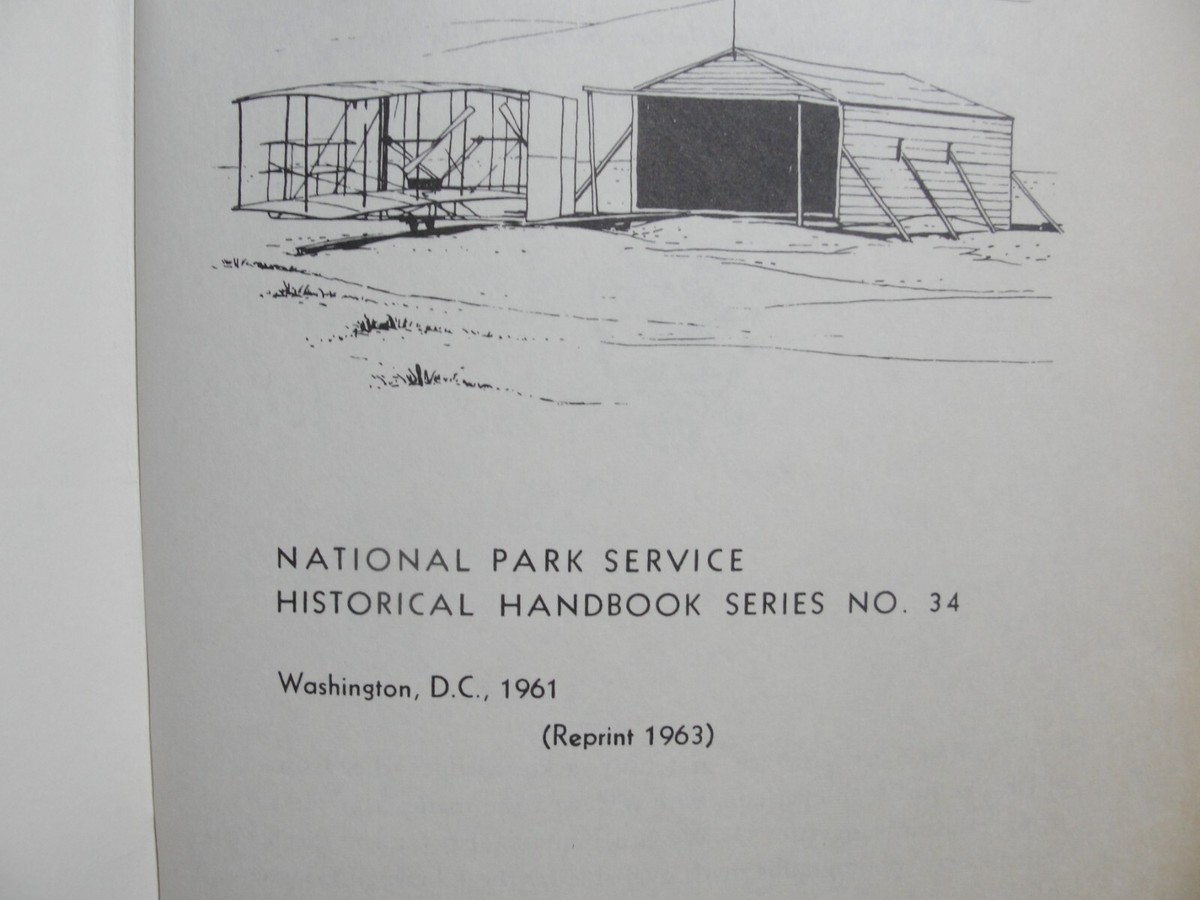 NATIONAL PARK SERVICE
HISTORICAL HANDBOOK SERIES NO. 34
Washington, D.C., 1961
(Reprint 1963)